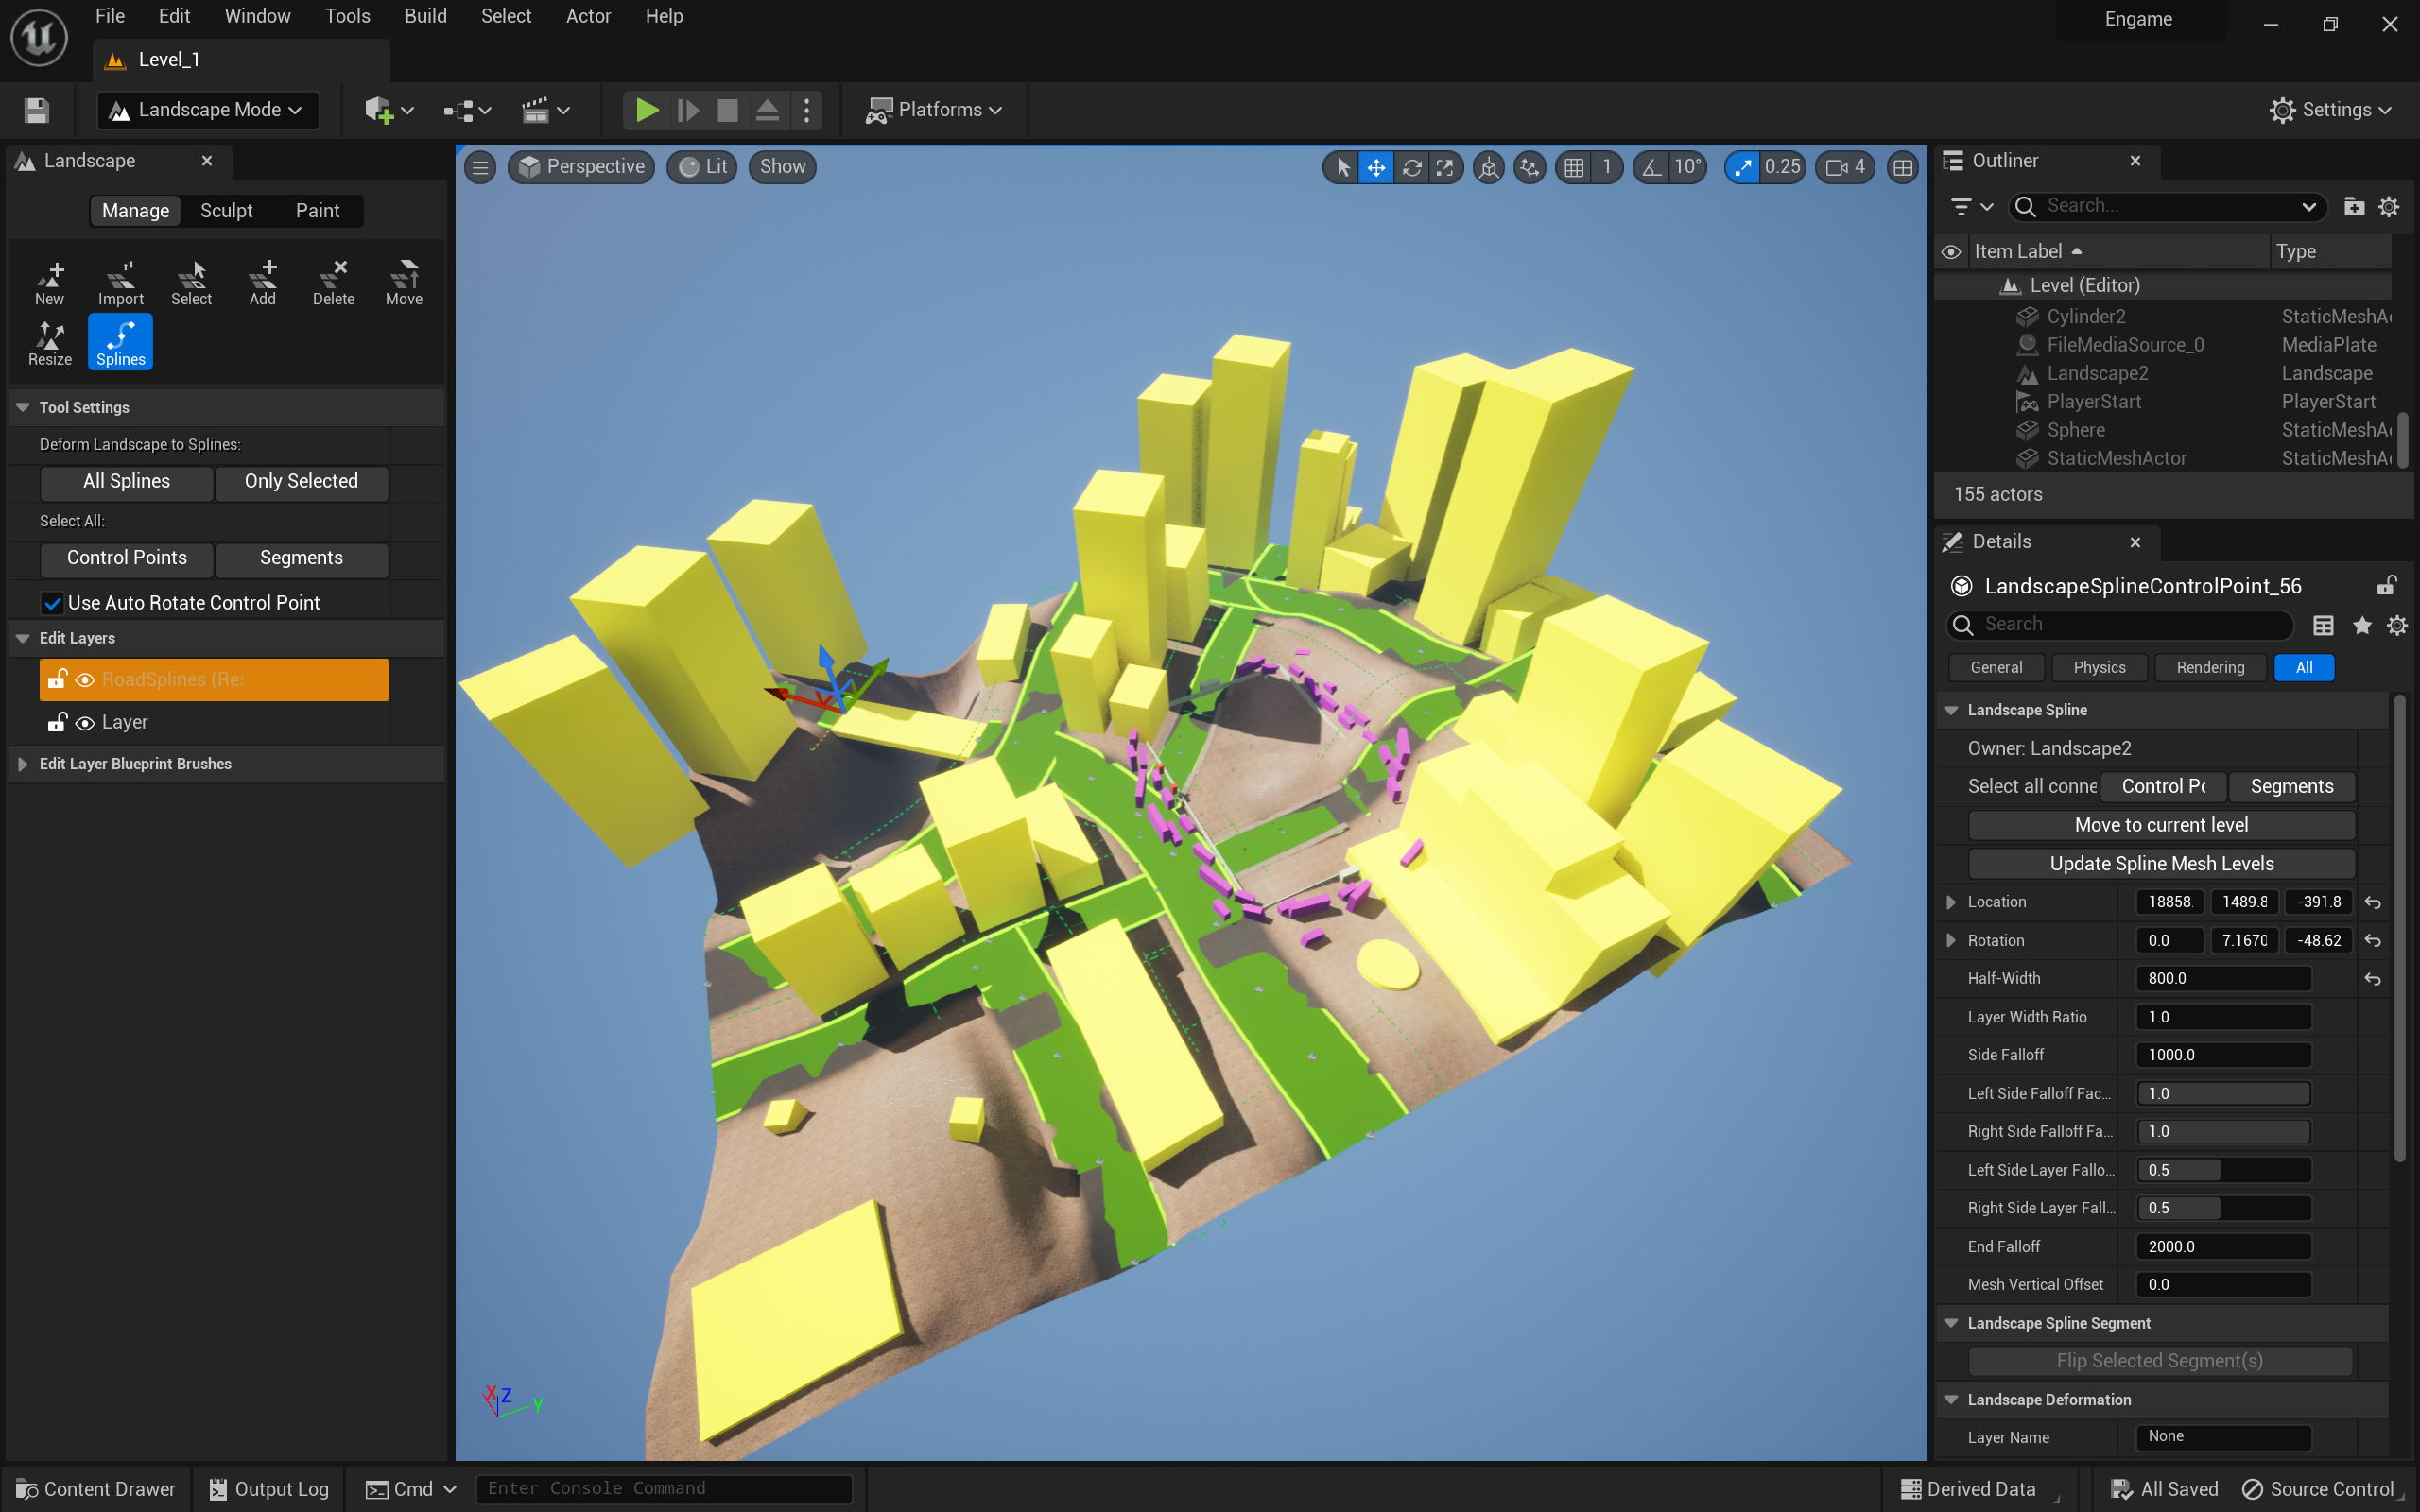 File Edit Window Tools Build Select Actor Help
Engame
Level_1
Landscape Mode
Platforms
Settings
Landscape
Manage Sculpt Paint
New Import Select Add Delete Move
Resize Splines
Tool Settings
Deform Landscape to Splines:
All Splines Only Selected
Select All:
Control Points Segments
Use Auto Rotate Control Point
Edit Layers
RoadSplines (Re
Layer
Edit Layer Blueprint Brushes
Perspective Lit Show
1 10° 0.25 4
X Z Y
Outliner
Search...
Item Label Type
Level (Editor)
Cylinder2 StaticMeshA
FileMediaSource_0 MediaPlate
Landscape2 Landscape
PlayerStart PlayerStart
Sphere StaticMeshA
StaticMeshActor StaticMeshA
155 actors
Details
LandscapeSplineControlPoint_56
Search
General Physics Rendering All
Landscape Spline
Owner: Landscape2
Select all conne Control P Segments
Move to current level
Update Spline Mesh Levels
Location 18858. 1489.8 -391.8
Rotation 0.0 7.1670 -48.62
Half-Width 800.0
Layer Width Ratio 1.0
Side Falloff 1000.0
Left Side Falloff Fac... 1.0
Right Side Falloff Fa... 1.0
Left Side Layer Fallo... 0.5
Right Side Layer Fall... 0.5
End Falloff 2000.0
Mesh Vertical Offset 0.0
Landscape Spline Segment
Flip Selected Segment(s)
Landscape Deformation
Layer Name None
Content Drawer Output Log Cmd Enter Console Command
Derived Data All Saved Source Control